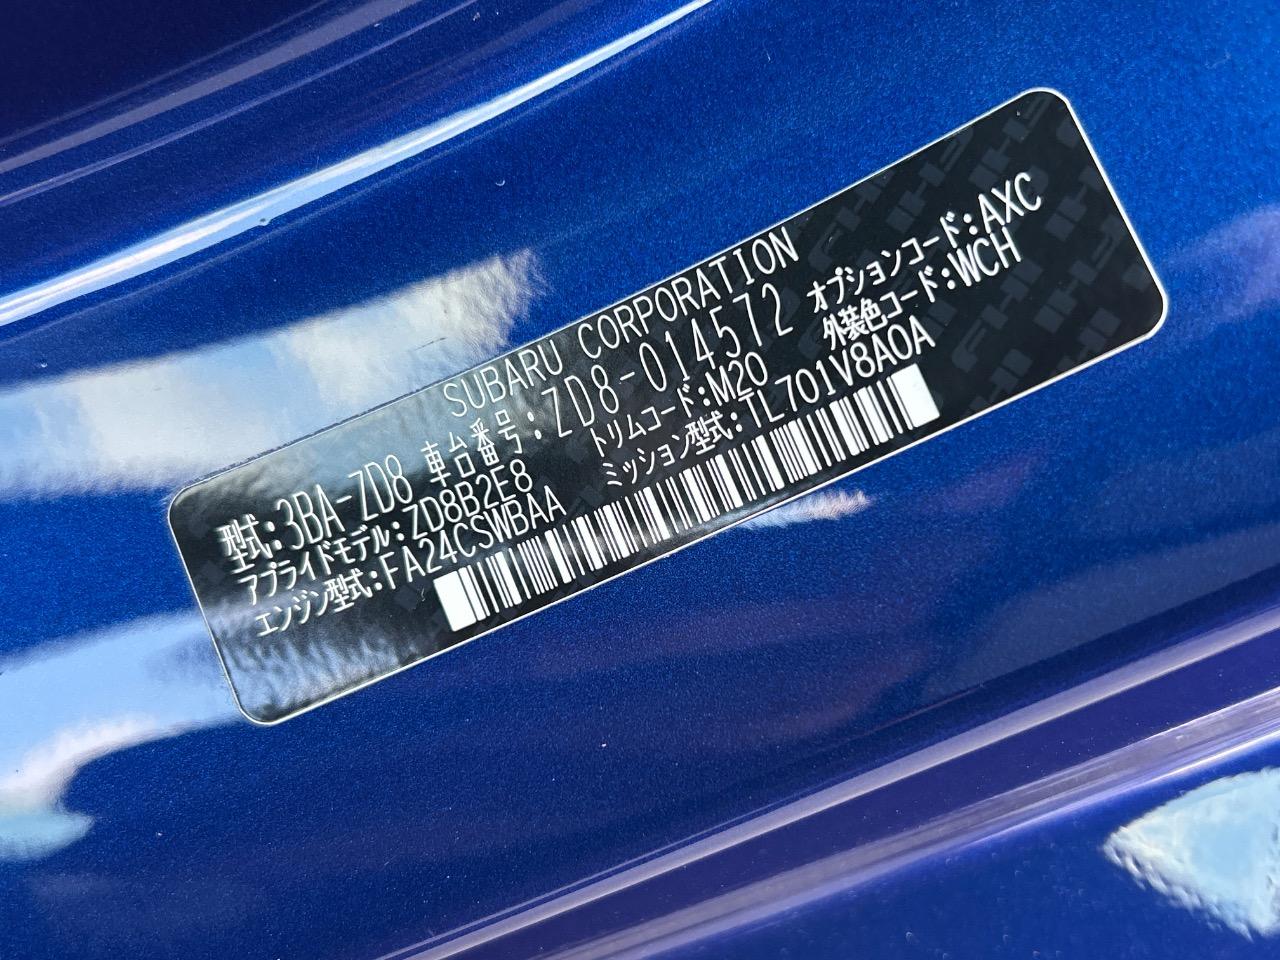 SUBARU CORPORATION
型式:3BA-ZD8 車台番号:ZD8-014572
アプライドモデル:ZD8B2E8 トリムコード:M20 オプションコード:AXC
エンジン型式:FA24CSWBAA ミッション型式:TL701V8A0A 外装色コード:WCH